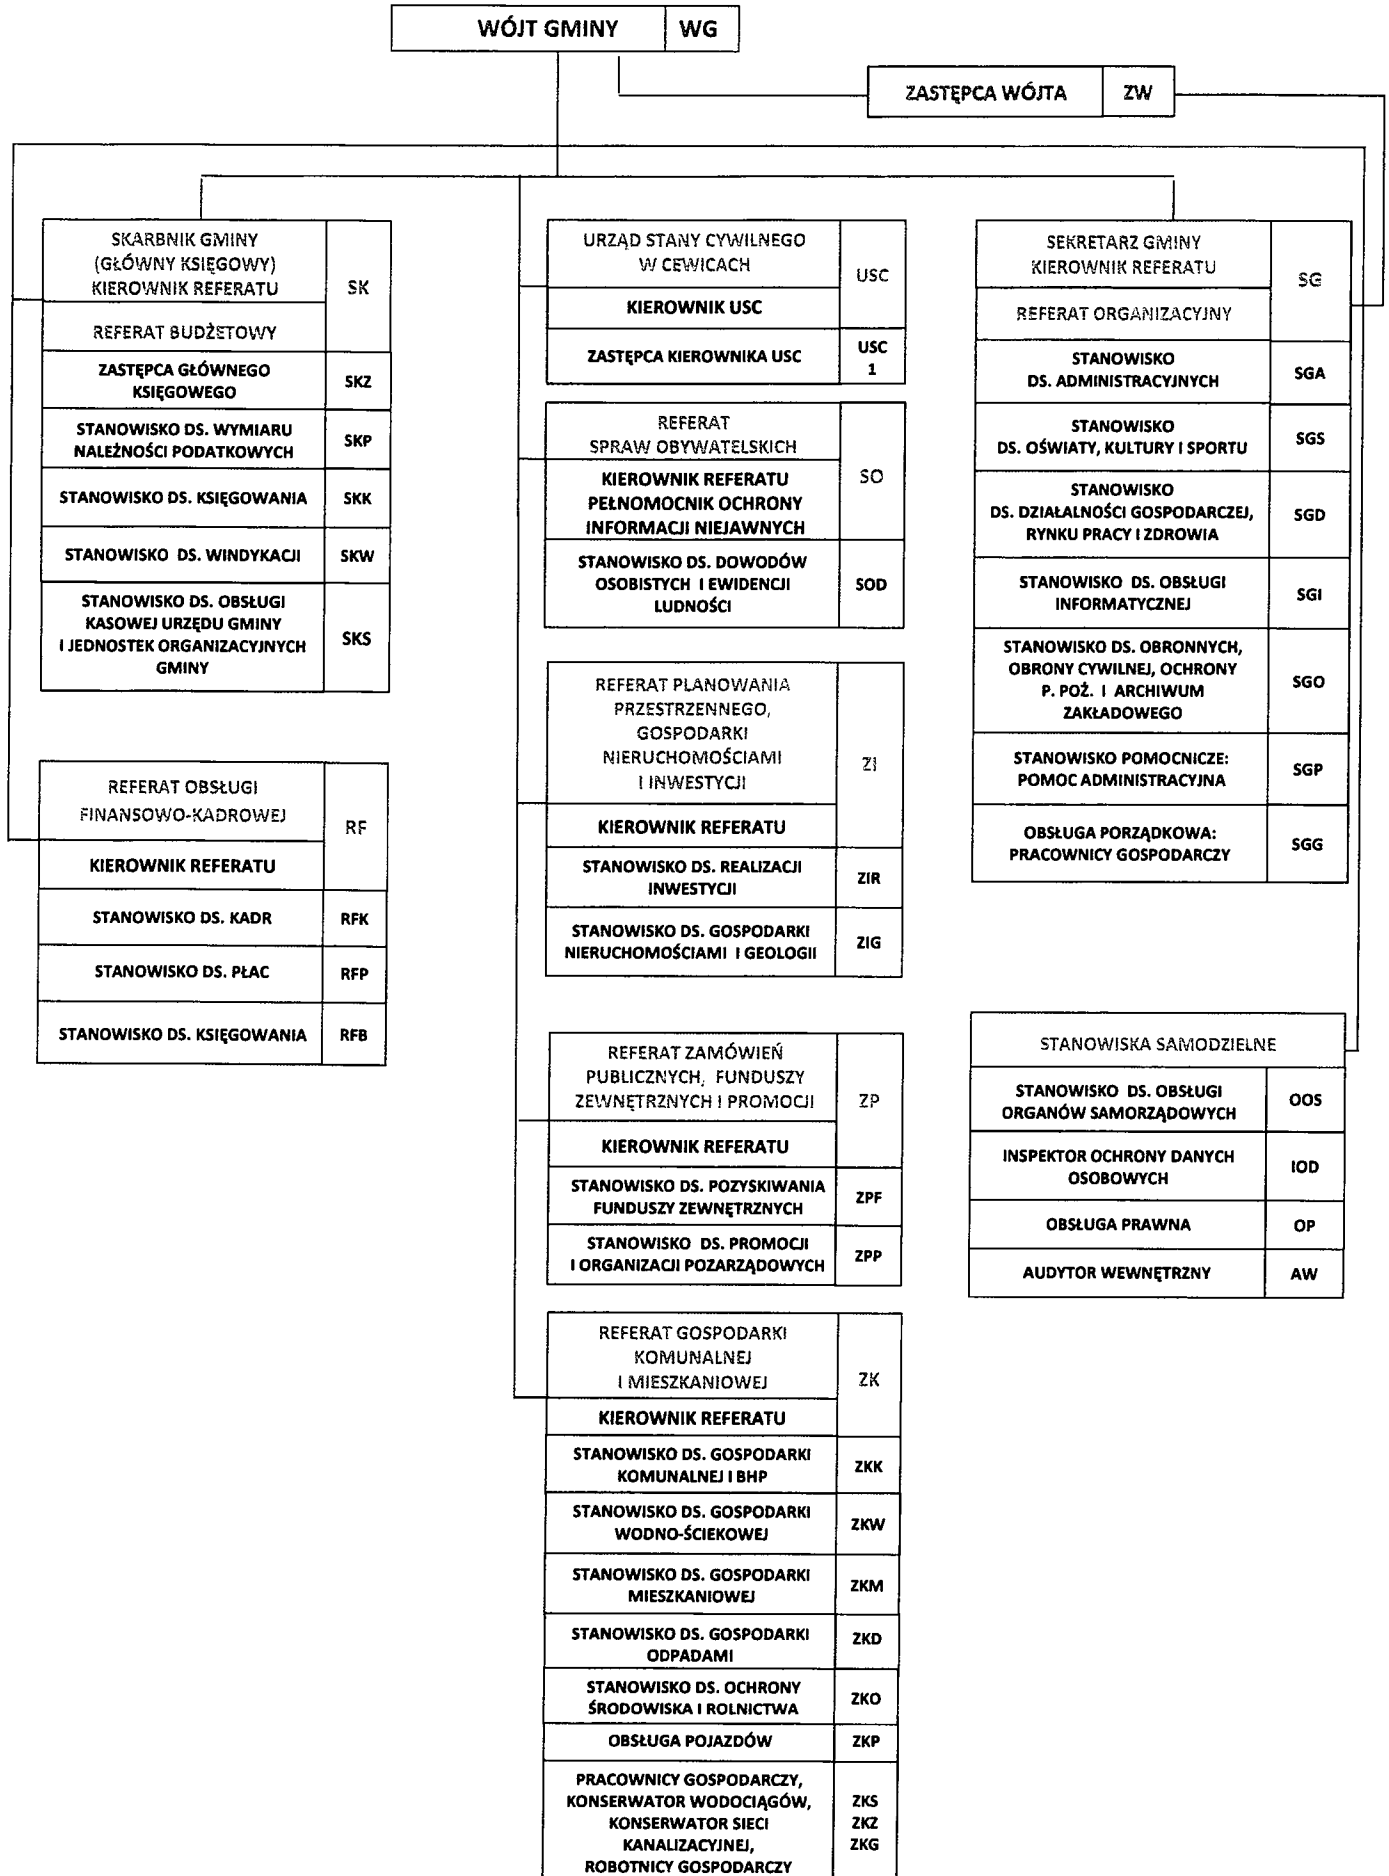 WÓJT GMINY
WG
ZASTĘPCA WÓJTA
ZW
SKARBNIK GMINY
(GŁÓWNY KSIĘGOWY)
KIEROWNIK REFERATU
SK
REFERAT BUDŻETOWY
ZASTĘPCA GŁÓWNEGO
KSIĘGOWEGO
SKZ
STANOWISKO DS. WYMIARU
NALEŻNOŚCI PODATKOWYCH
SKP
STANOWISKO DS. KSIĘGOWANIA
SKK
STANOWISKO DS. WINDYKACJI
SKW
STANOWISKO DS. OBSŁUGI
KASOWEJ URZĘDU GMINY
I JEDNOSTEK ORGANIZACYJNYCH
GMINY
SKS
REFERAT OBSŁUGI
FINANSOWO-KADROWEJ
RF
KIEROWNIK REFERATU
STANOWISKO DS. KADR
RFK
STANOWISKO DS. PŁAC
RFP
STANOWISKO DS. KSIĘGOWANIA
RFB
URZĄD STANY CYWILNEGO
W CEWICACH
USC
KIEROWNIK USC
ZASTĘPCA KIEROWNIKA USC
USC
1
REFERAT
SPRAW OBYWATELSKICH
SO
KIEROWNIK REFERATU
PEŁNOMOCNIK OCHRONY
INFORMACJI NIEJAWNYCH
STANOWISKO DS. DOWODÓW
OSOBISTYCH I EWIDENCJI
LUDNOŚCI
SOD
REFERAT PLANOWANIA
PRZESTRZENNEGO,
GOSPODARKI
NIERUCHOMOŚCIAMI
I INWESTYCJI
ZI
KIEROWNIK REFERATU
STANOWISKO DS. REALIZACJI
INWESTYCJI
ZIR
STANOWISKO DS. GOSPODARKI
NIERUCHOMOŚCIAMI I GEOLOGII
ZIG
REFERAT ZAMÓWIEŃ
PUBLICZNYCH, FUNDUSZY
ZEWNĘTRZNYCH I PROMOCJI
ZP
KIEROWNIK REFERATU
STANOWISKO DS. POZYSKIWANIA
FUNDUSZY ZEWNĘTRZNYCH
ZPF
STANOWISKO DS. PROMOCJI
I ORGANIZACJI POZARZĄDOWYCH
ZPP
REFERAT GOSPODARKI
KOMUNALNEJ
I MIESZKANIOWEJ
ZK
KIEROWNIK REFERATU
STANOWISKO DS. GOSPODARKI
KOMUNALNEJ I BHP
ZKK
STANOWISKO DS. GOSPODARKI
WODNO-ŚCIEKOWEJ
ZKW
STANOWISKO DS. GOSPODARKI
MIESZKANIOWEJ
ZKM
STANOWISKO DS. GOSPODARKI
ODPADAMI
ZKD
STANOWISKO DS. OCHRONY
ŚRODOWISKA I ROLNICTWA
ZKO
OBSŁUGA POJAZDÓW
ZKP
PRACOWNICY GOSPODARCZY,
KONSERWATOR WODOCIĄGÓW,
KONSERWATOR SIECI
KANALIZACYJNEJ,
ROBOTNICY GOSPODARCZY
ZKS
ZKZ
ZKG
SEKRETARZ GMINY
KIEROWNIK REFERATU
SG
REFERAT ORGANIZACYJNY
STANOWISKO
DS. ADMINISTRACYJNYCH
SGA
STANOWISKO
DS. OŚWIATY, KULTURY I SPORTU
SGS
STANOWISKO
DS. DZIAŁALNOŚCI GOSPODARCZEJ,
RYNKU PRACY I ZDROWIA
SGD
STANOWISKO DS. OBSŁUGI
INFORMATYCZNEJ
SGI
STANOWISKO DS. OBRONNYCH,
OBRONY CYWILNEJ, OCHRONY
P. POŻ. I ARCHIWUM
ZAKŁADOWEGO
SGO
STANOWISKO POMOCNICZE:
POMOC ADMINISTRACYJNA
SGP
OBSŁUGA PORZĄDKOWA:
PRACOWNICY GOSPODARCZY
SGG
STANOWISKA SAMODZIELNE
STANOWISKO DS. OBSŁUGI
ORGANÓW SAMORZĄDOWYCH
OOS
INSPEKTOR OCHRONY DANYCH
OSOBOWYCH
IOD
OBSŁUGA PRAWNA
OP
AUDYTOR WEWNĘTRZNY
AW